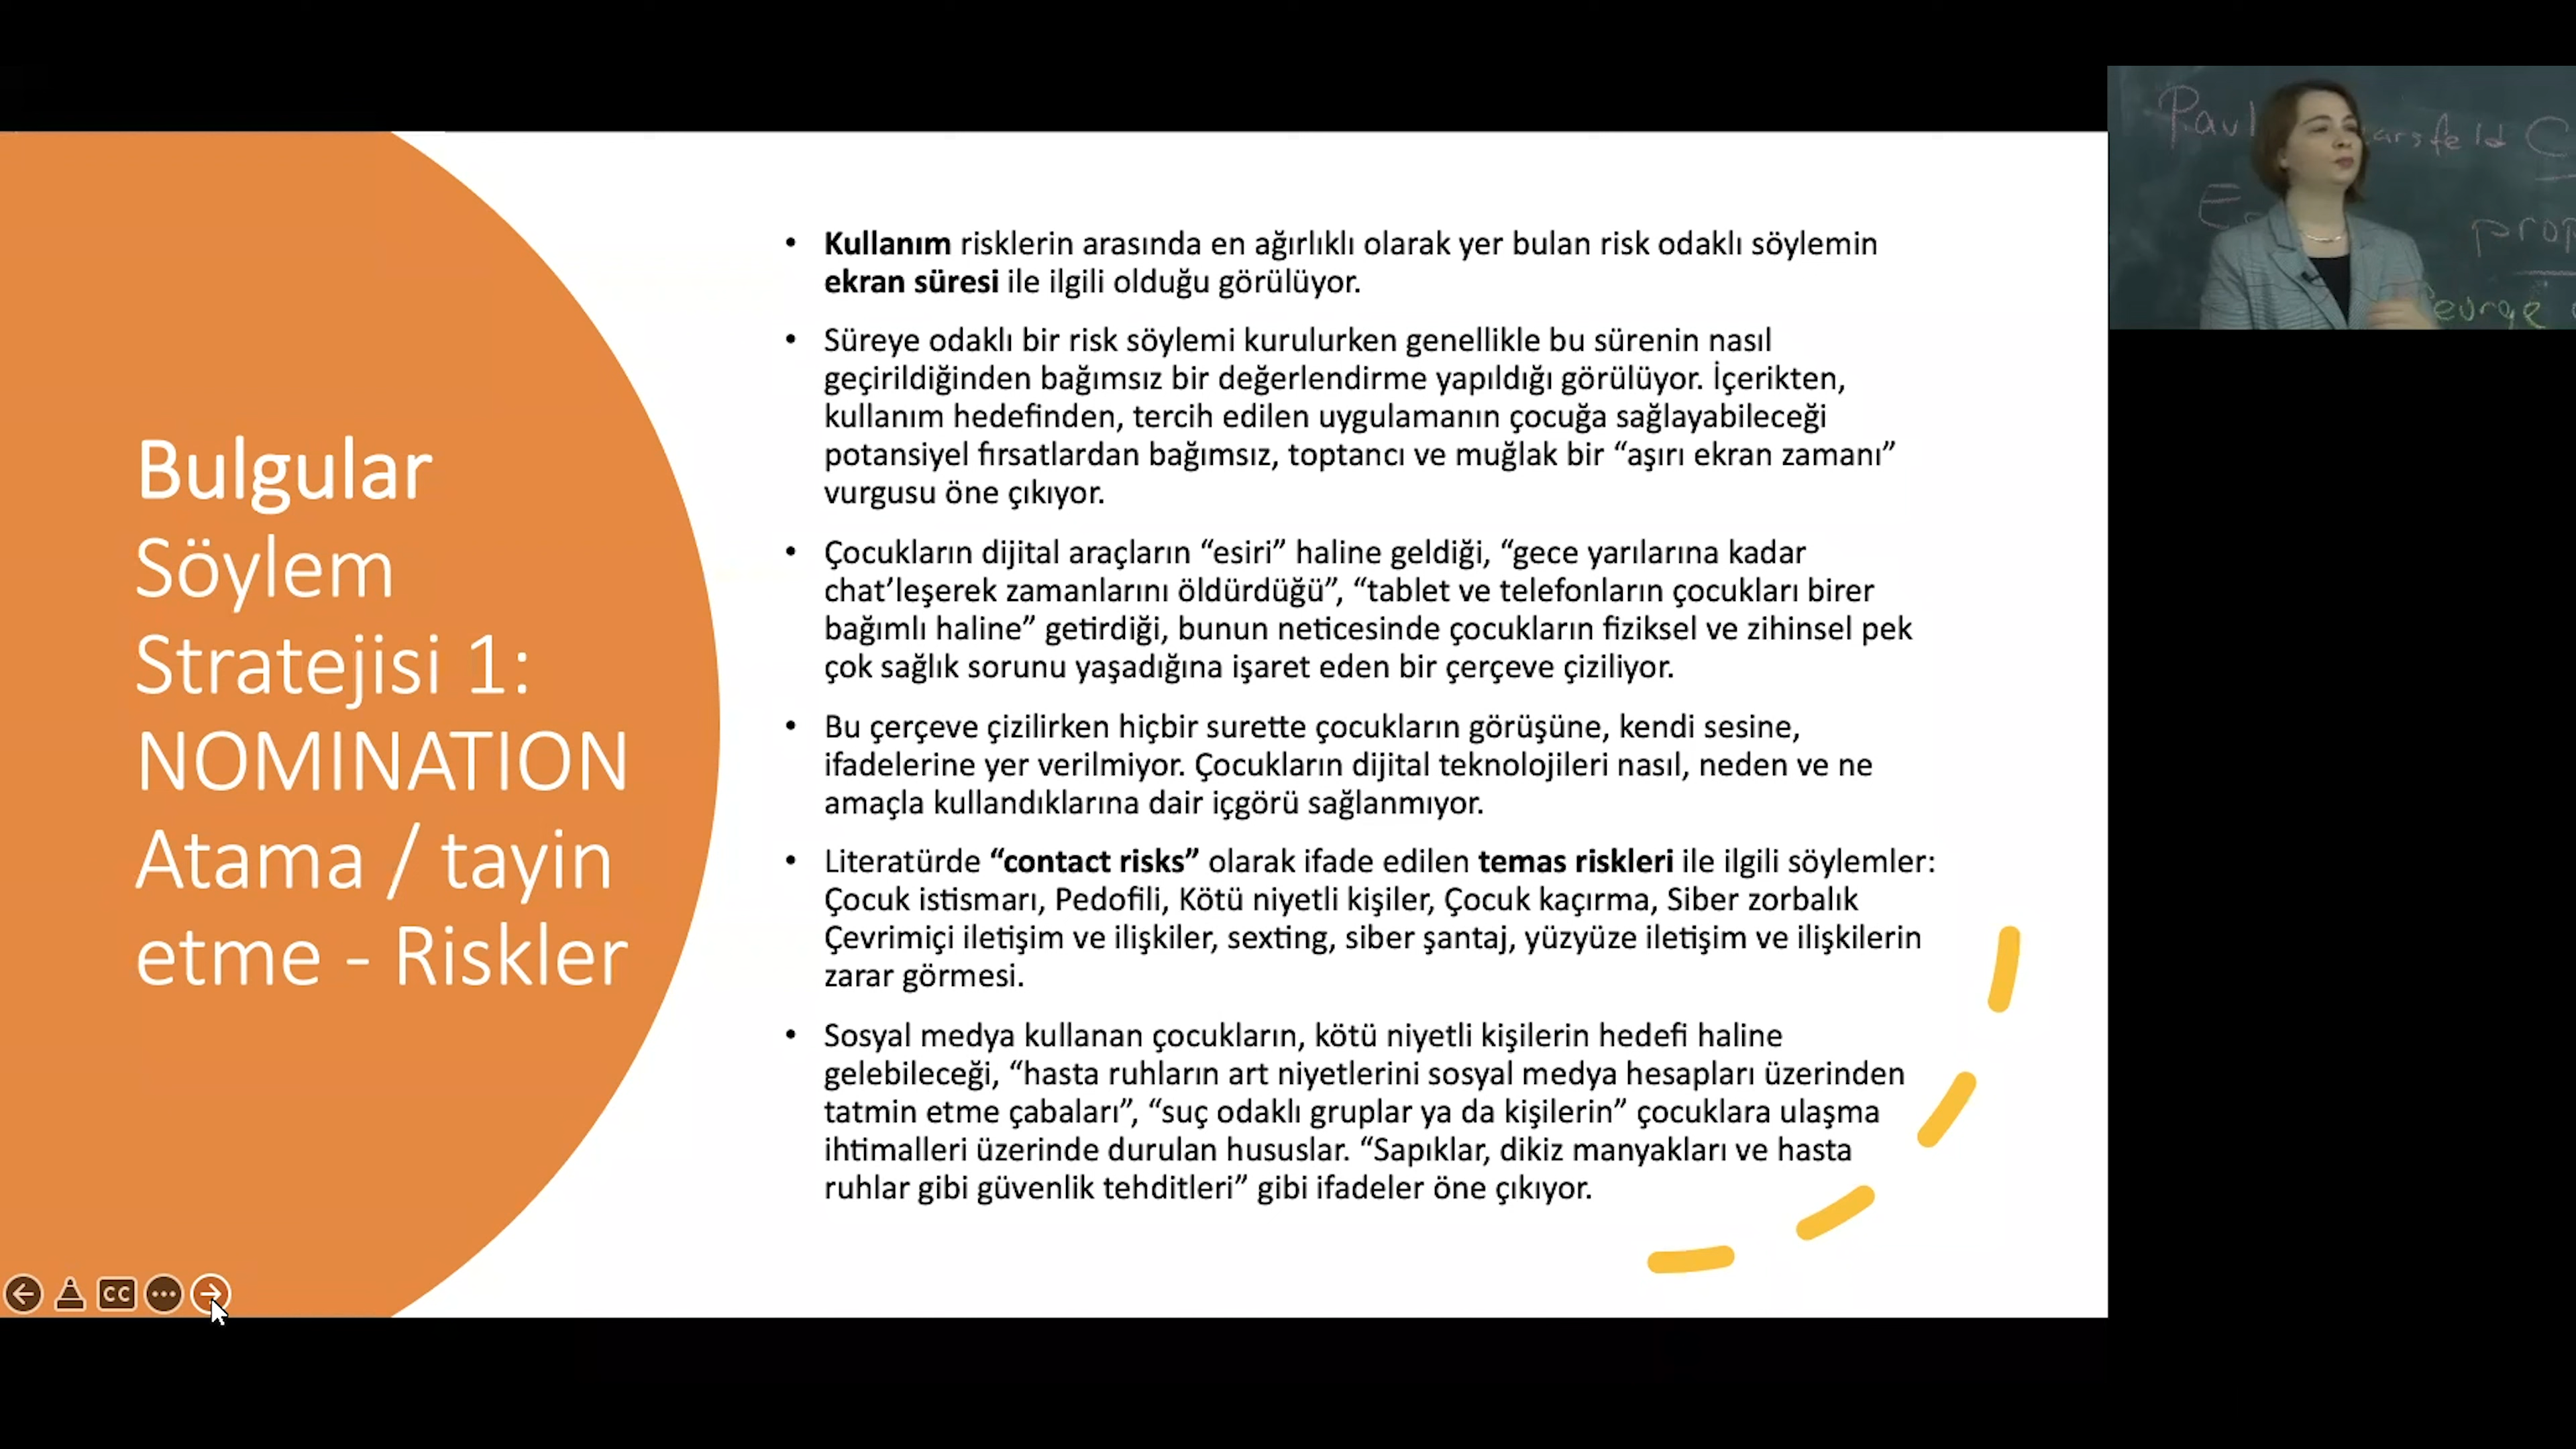 Bulgular
Söylem
Stratejisi 1:
NOMINATION
Atama / tayin
etme - Riskler
• Kullanım risklerin arasında en ağırlıklı olarak yer bulan risk odaklı söylemin
ekran süresi ile ilgili olduğu görülüyor.
• Süreye odaklı bir risk söylemi kurulurken genellikle bu sürenin nasıl
geçirildiğinden bağımsız bir değerlendirme yapıldığı görülüyor. İçerikten,
kullanım hedefinden, tercih edilen uygulamanın çocuğa sağlayabileceği
potansiyel fırsatlardan bağımsız, toptancı ve muğlak bir “aşırı ekran zamanı”
vurgusu öne çıkıyor.
• Çocukların dijital araçların “esiri” haline geldiği, “gece yarılarına kadar
chat’leşerek zamanlarını öldürdüğü”, “tablet ve telefonların çocukları birer
bağımlı haline” getirdiği, bunun neticesinde çocukların fiziksel ve zihinsel pek
çok sağlık sorunu yaşadığına işaret eden bir çerçeve çiziliyor.
• Bu çerçeve çizilirken hiçbir surette çocukların görüşüne, kendi sesine,
ifadelerine yer verilmiyor. Çocukların dijital teknolojileri nasıl, neden ve ne
amaçla kullandıklarına dair içgörü sağlanmıyor.
• Literatürde “contact risks” olarak ifade edilen temas riskleri ile ilgili söylemler:
Çocuk istismarı, Pedofili, Kötü niyetli kişiler, Çocuk kaçırma, Siber zorbalık
Çevrimiçi iletişim ve ilişkiler, sexting, siber şantaj, yüzyüze iletişim ve ilişkilerin
zarar görmesi.
• Sosyal medya kullanan çocukların, kötü niyetli kişilerin hedefi haline
gelebileceği, “hasta ruhların art niyetlerini sosyal medya hesapları üzerinden
tatmin etme çabaları”, “suç odaklı gruplar ya da kişilerin” çocuklara ulaşma
ihtimalleri üzerinde durulan hususlar. “Sapıklar, dikiz manyakları ve hasta
ruhlar gibi güvenlik tehditleri” gibi ifadeler öne çıkıyor.
CC
Paul arsfeld C
prop
eorge